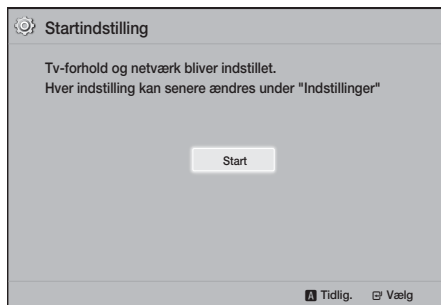 Startindstilling
Tv-forhold og netværk bliver indstillet.
Hver indstilling kan senere ændres under "Indstillinger"
Start
A Tidlig. Vælg